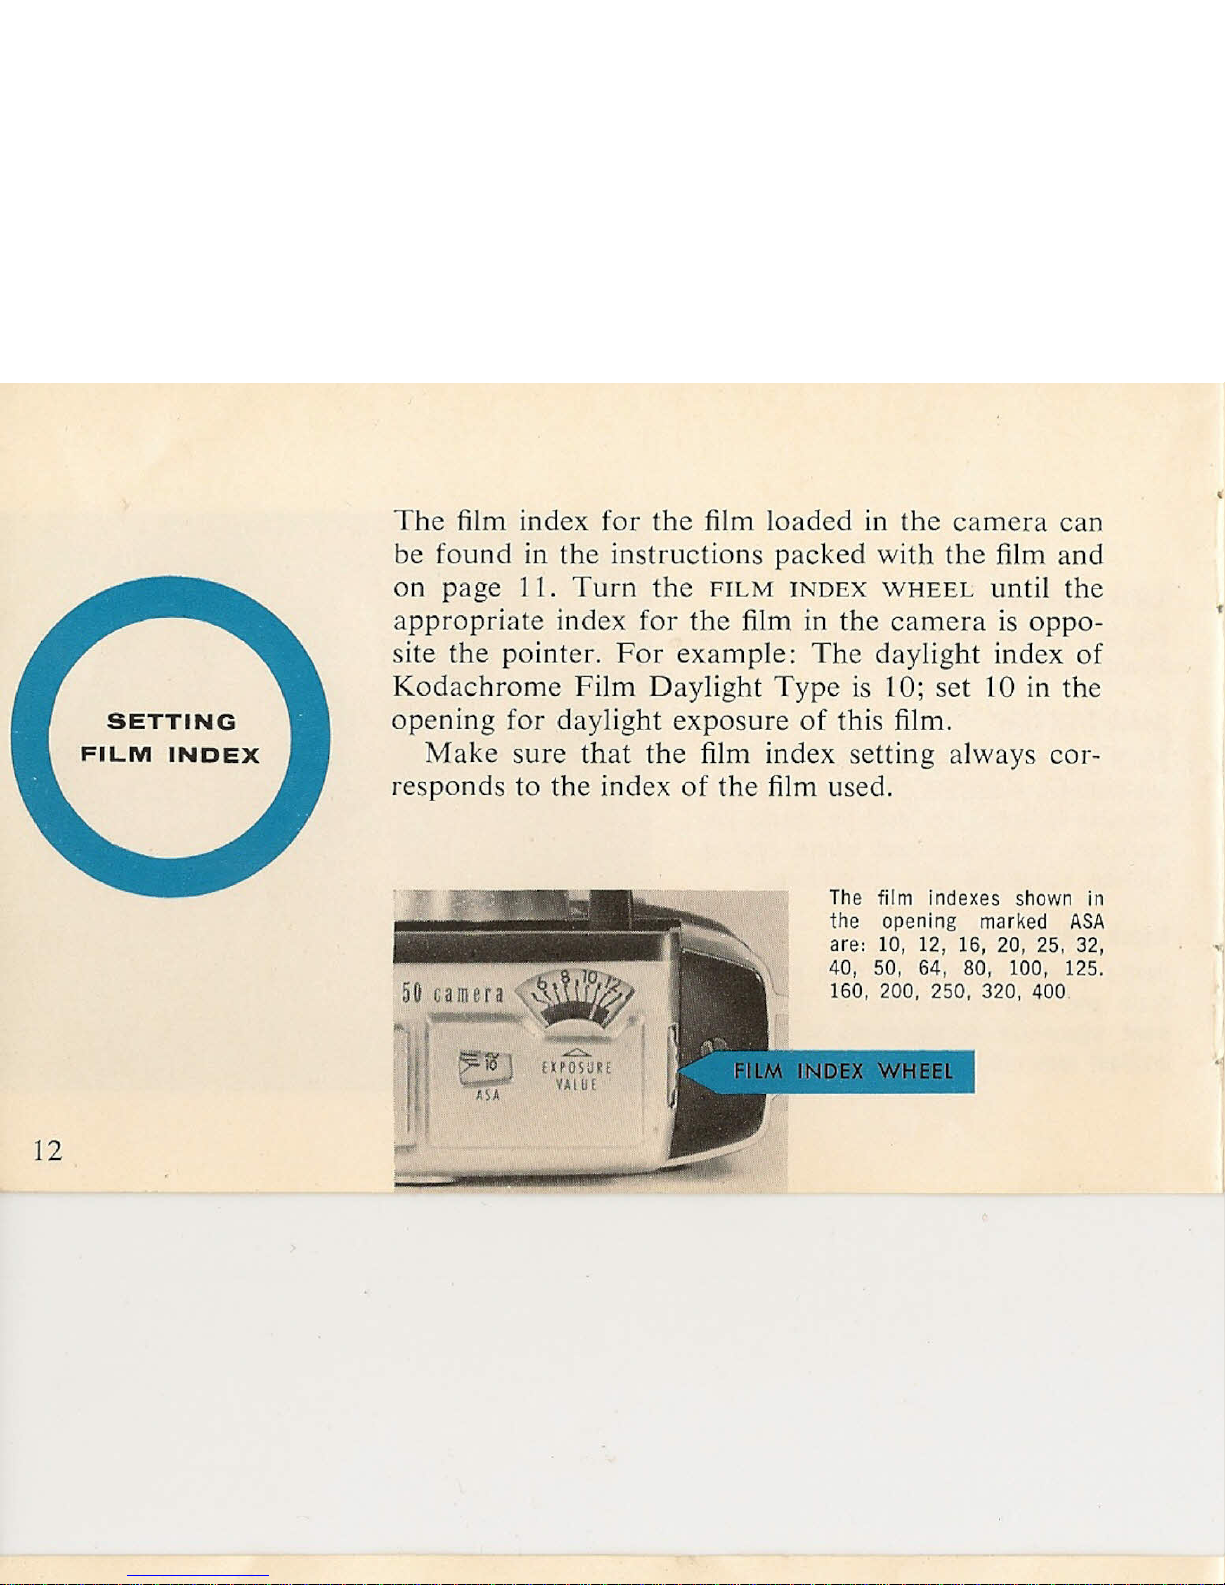 The film index for the film loaded in the camera can
be found in the instructions packed with the film and
on page 11. Turn the FILM INDEX WHEEL until the
appropriate index for the film in the camera is oppo-
site the pointer. For example: The daylight index of
Kodachrome Film Daylight Type is 10; set 10 in the
opening for daylight exposure of this film.
Make sure that the film index setting always cor-
responds to the index of the film used.
SETTING
FILM INDEX
The film indexes shown in
the opening marked ASA
are: 10, 12, 16, 20, 25, 32,
40, 50, 64, 80, 100, 125.
160, 200, 250, 320, 400.
50 camera
6 8 10 12
10
ASA
EXPOSURE
VALUE
FILM INDEX WHEEL
12